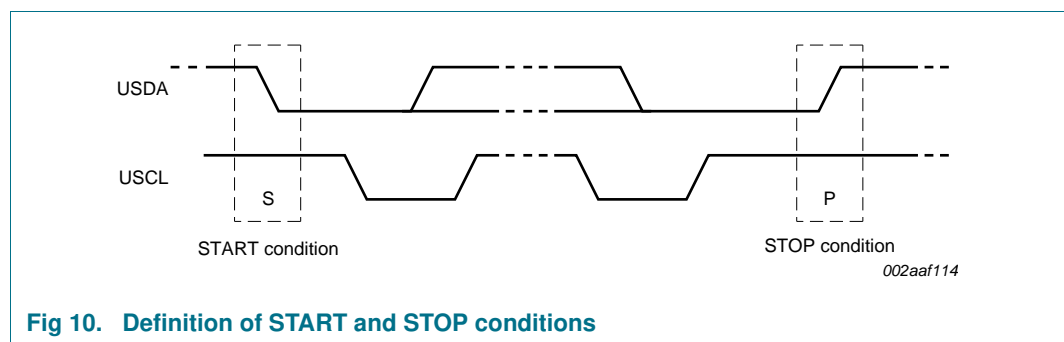 USDA
USCL
S
P
START condition
STOP condition
002aaf114
Fig 10. Definition of START and STOP conditions